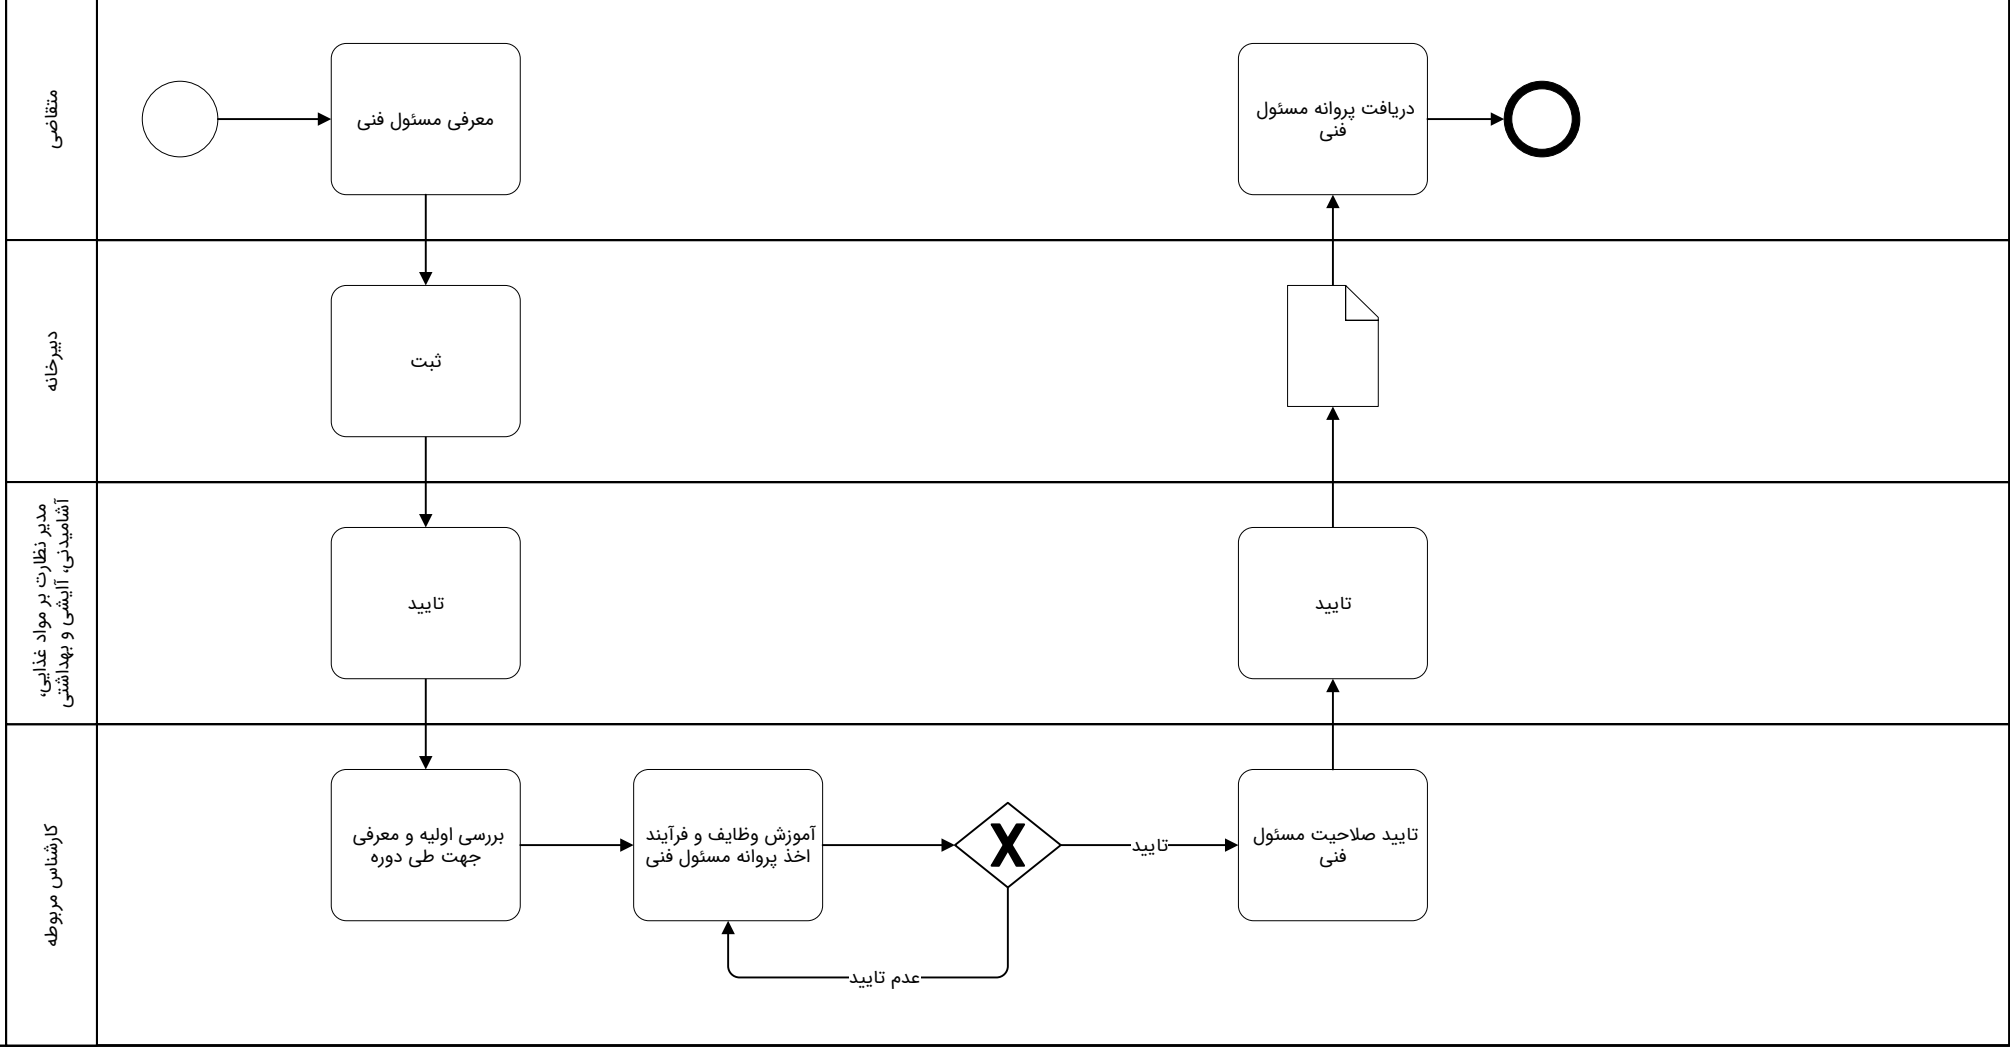 متقاضی
معرفی مسئول فنی
دریافت پروانه مسئول
فنی
دبیرخانه
ثبت
مدیر نظارت بر مواد غذایی،
آشامیدنی، آرایشی و بهداشتی
تایید
تایید
کارشناس مربوطه
بررسی اولیه و معرفی
جهت طی دوره
آموزش وظایف و فرآیند
اخذ پروانه مسئول فنی
X
تایید
تایید صلاحیت مسئول
فنی
عدم تایید